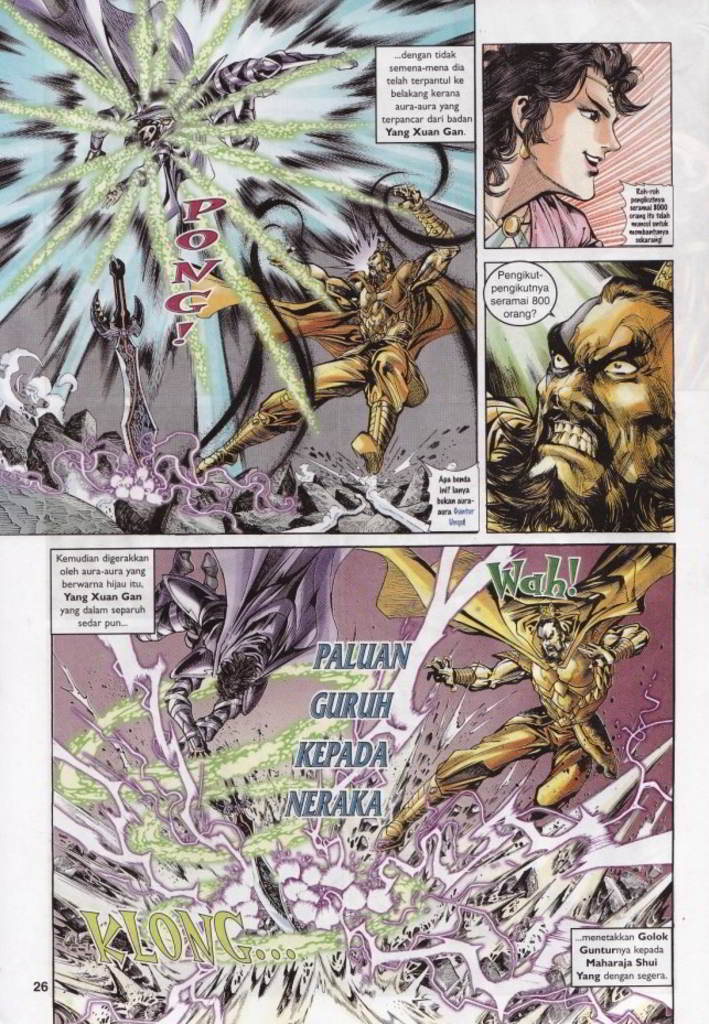 ...dengan tidak
semena-mena dia
telah terpantul ke
belakang kerana
aura-aura yang
terpancar dari badan
Yang Xuan Gan.
PONG!
Apa benda
ini? Ianya
bukan aura-
aura Guntur
Ungu!
Roh-roh
pengikutnya
seramai 800
orang itu telah
muncul untuk
membantunya
sekarang!
Pengikut-
pengikutnya
seramai 800
orang?
Kemudian digerakkan
oleh aura-aura yang
berwarna hijau itu,
Yang Xuan Gan
yang dalam separuh
sedar pun...
Wah!
PALUAN
GURUH
KEPADA
NERAKA
KLONG...
...menetakkan Golok
Gunturnya kepada
Maharaja Shui
Yang dengan segera.
26